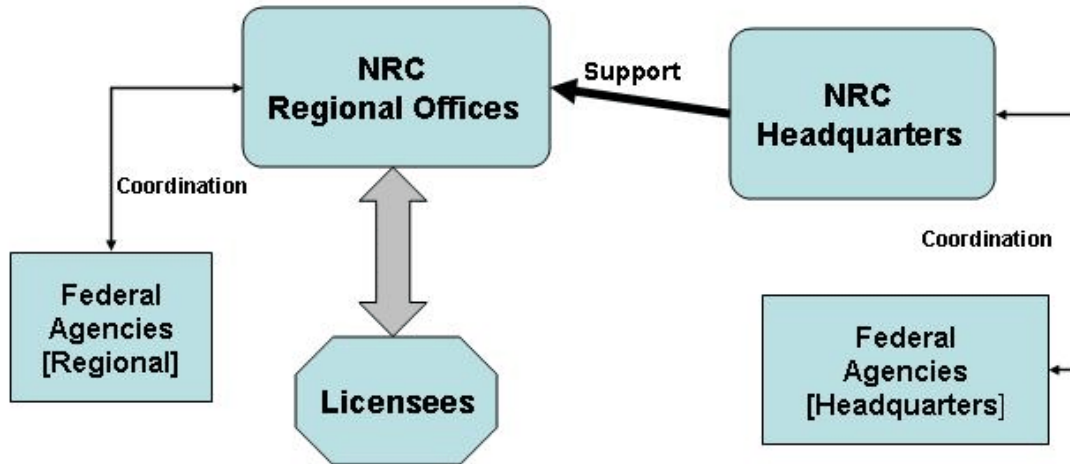 NRC
Regional Offices
Support
NRC
Headquarters
Coordination
Coordination
Federal
Agencies
[Regional]
Licensees
Federal
Agencies
[Headquarters]